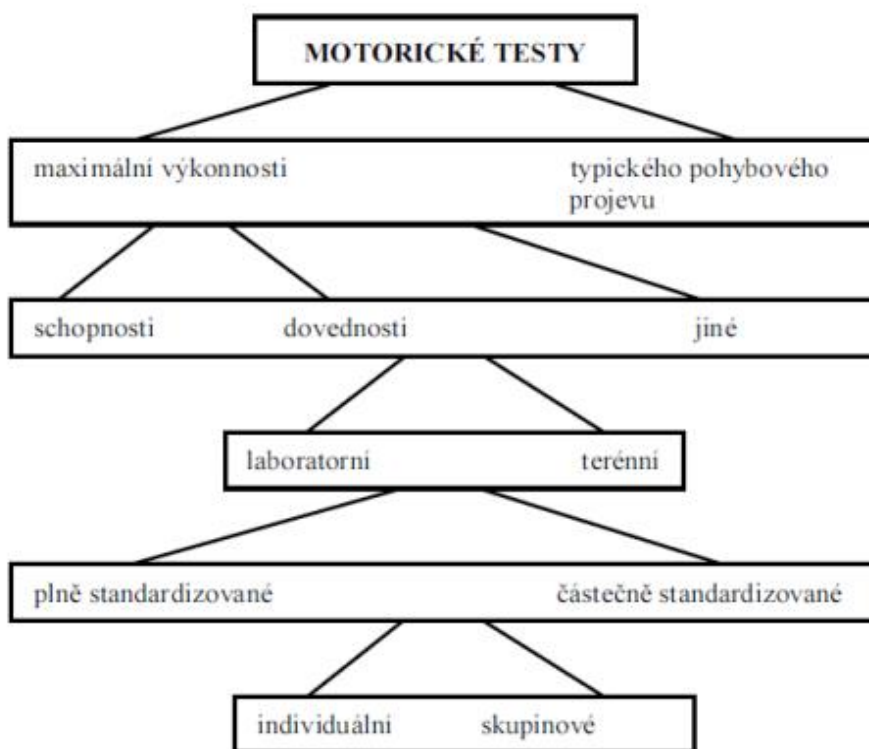 MOTORICKÉ TESTY
maximální výkonnosti typického pohybového
projevu
schopnosti dovednosti jiné
laboratorní terénní
plně standardizované částečně standardizované
individuální skupinové